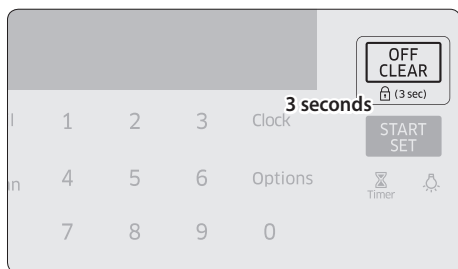 OFF
CLEAR
(3 sec)
3 seconds
1 2 3 Clock
START
SET
4 5 6 Options
Timer
7 8 9 0